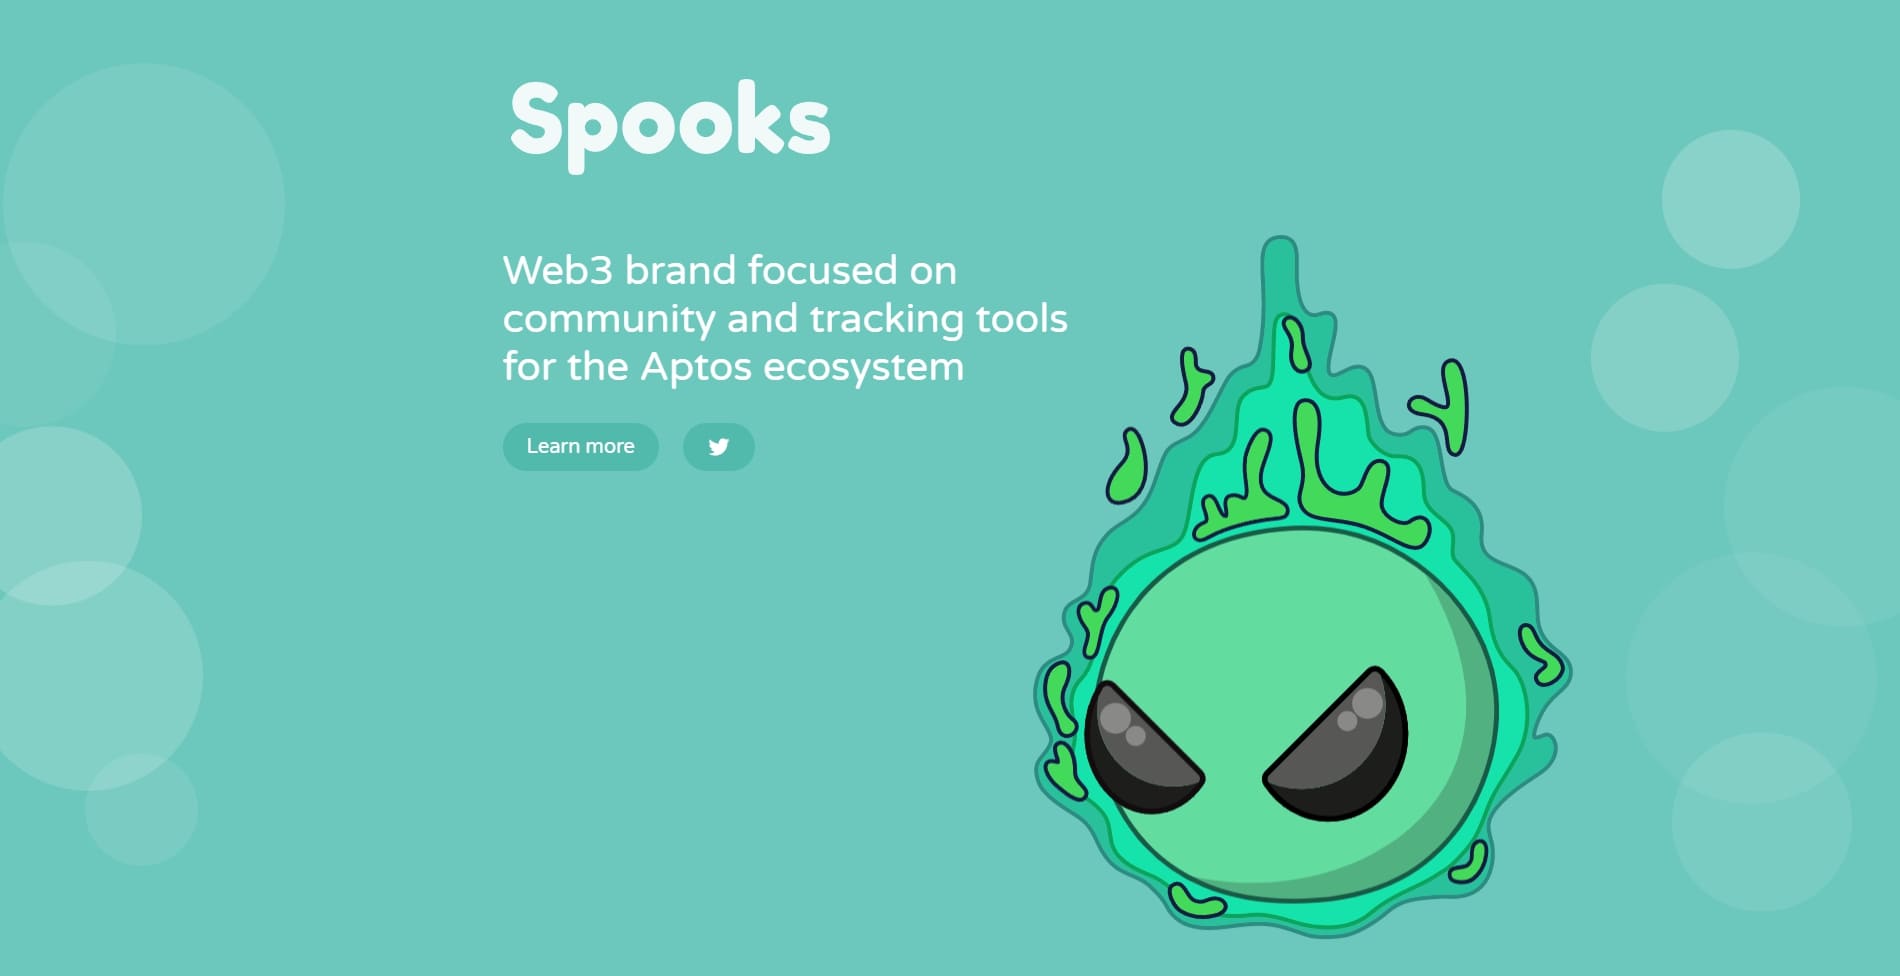 Spooks
Web3 brand focused on
community and tracking tools
for the Aptos ecosystem
Learn more